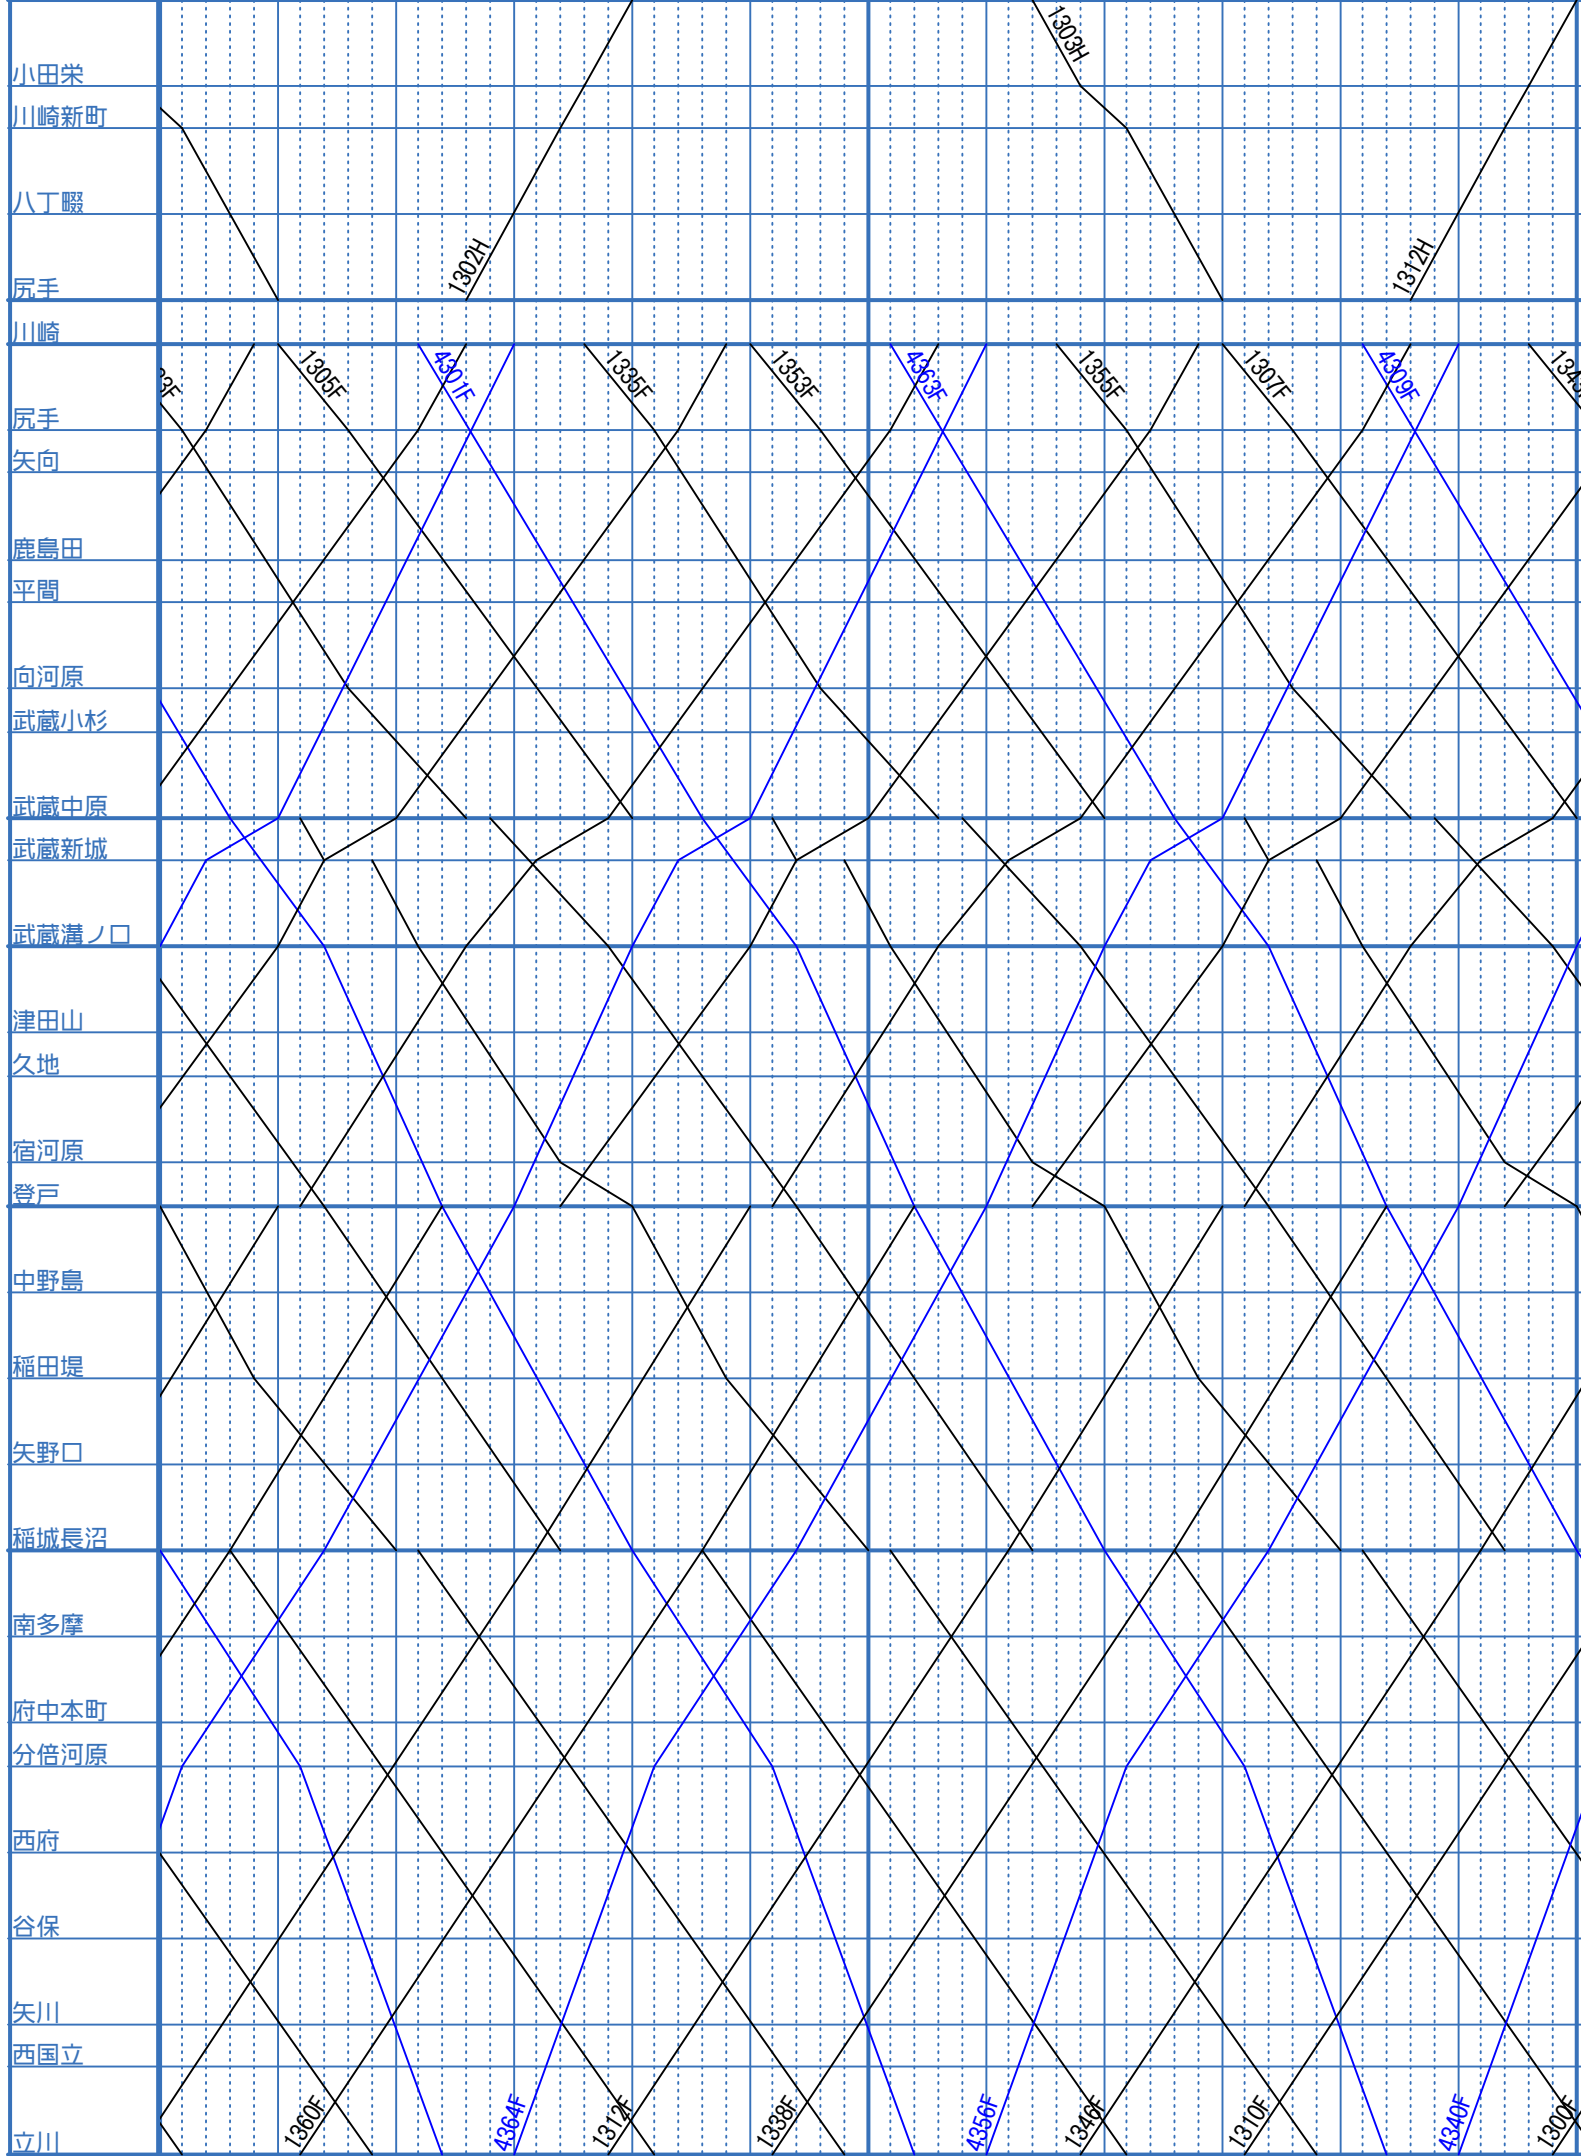 1303H
小田栄
川崎新町
八丁畷
1302H
1312H
尻手
川崎
1305F
4301F
1335F
1353F
4363F
1355F
1307F
4309F
尻手
矢向
鹿島田
平間
向河原
武蔵小杉
武蔵中原
武蔵新城
武蔵溝ノ口
津田山
久地
宿河原
登戸
中野島
稲田堤
矢野口
稲城長沼
南多摩
府中本町
分倍河原
西府
谷保
矢川
西国立
1360F
4364F
1312F
1338F
4356F
1346F
1310F
4340F
1300F
立川